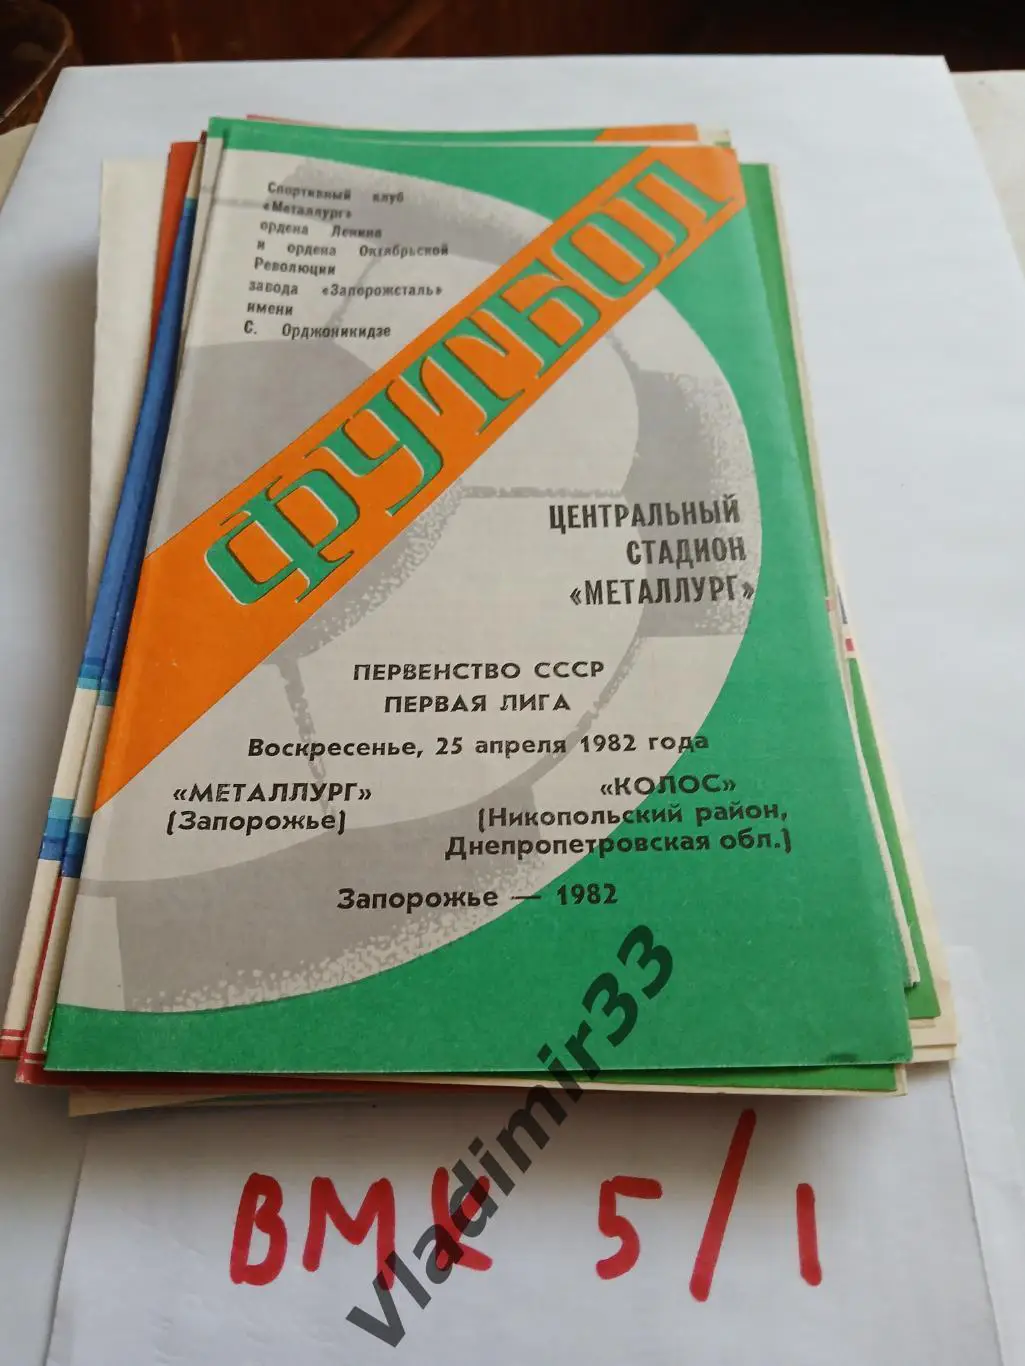 Спортивный клуб
«Металлург»
ордена Ленина
и ордена Октябрьской
Революции
завода «Запорожсталь»
имени
С. Орджоникидзе
ФУТБОЛ
ЦЕНТРАЛЬНЫЙ
СТАДИОН
«МЕТАЛЛУРГ»
ПЕРВЕНСТВО СССР
ПЕРВАЯ ЛИГА
Воскресенье, 25 апреля 1982 года
«МЕТАЛЛУРГ»
(Запорожье)
«КОЛОС»
(Никопольский район,
Днепропетровская обл.)
Запорожье — 1982
vladimir33
ВМК 5/1